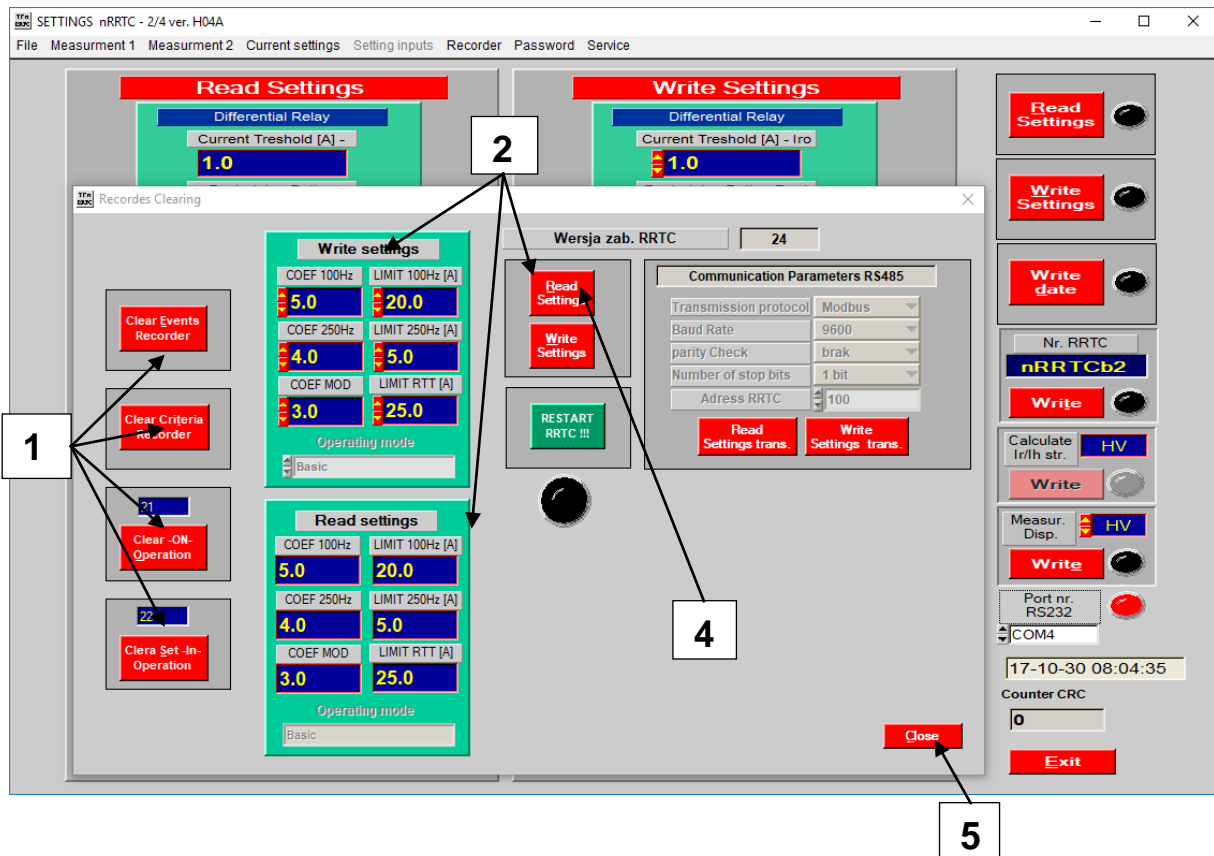 SETTINGS nRRTC - 2/4 ver. H04A
File Measurment 1 Measurment 2 Current settings Setting inputs Recorder Password Service
Read Settings
Differential Relay
Current Treshold [A] -
1.0
Write Settings
Differential Relay
Current Treshold [A] - Iro
1.0
Read
Settings
Write
Settings
Write
date
Nr. RRTC
nRRTCb2
Write
Calculate
Ir/Ih str.
HV
Write
Measur.
Disp.
HV
Write
Port nr.
RS232
COM4
17-10-30 08:04:35
Counter CRC
0
Exit
Recordes Clearing
Clear Events
Recorder
Clear Criteria
Recorder
21
Clear -ON-
Operation
22
Clera Set -In-
Operation
Write settings
COEF 100Hz LIMIT 100Hz [A]
5.0 20.0
COEF 250Hz LIMIT 250Hz [A]
4.0 5.0
COEF MOD LIMIT RTT [A]
3.0 25.0
Operating mode
Basic
Read settings
COEF 100Hz LIMIT 100Hz [A]
5.0 20.0
COEF 250Hz LIMIT 250Hz [A]
4.0 5.0
COEF MOD LIMIT RTT [A]
3.0 25.0
Operating mode
Basic
Wersja zab. RRTC 24
Read
Settings
Write
Settings
RESTART
RRTC !!!
Communication Parameters RS485
Transmission protocol Modbus
Baud Rate 9600
parity Check brak
Number of stop bits 1 bit
Adress RRTC 100
Read
Settings trans.
Write
Settings trans.
Close
1
2
4
5